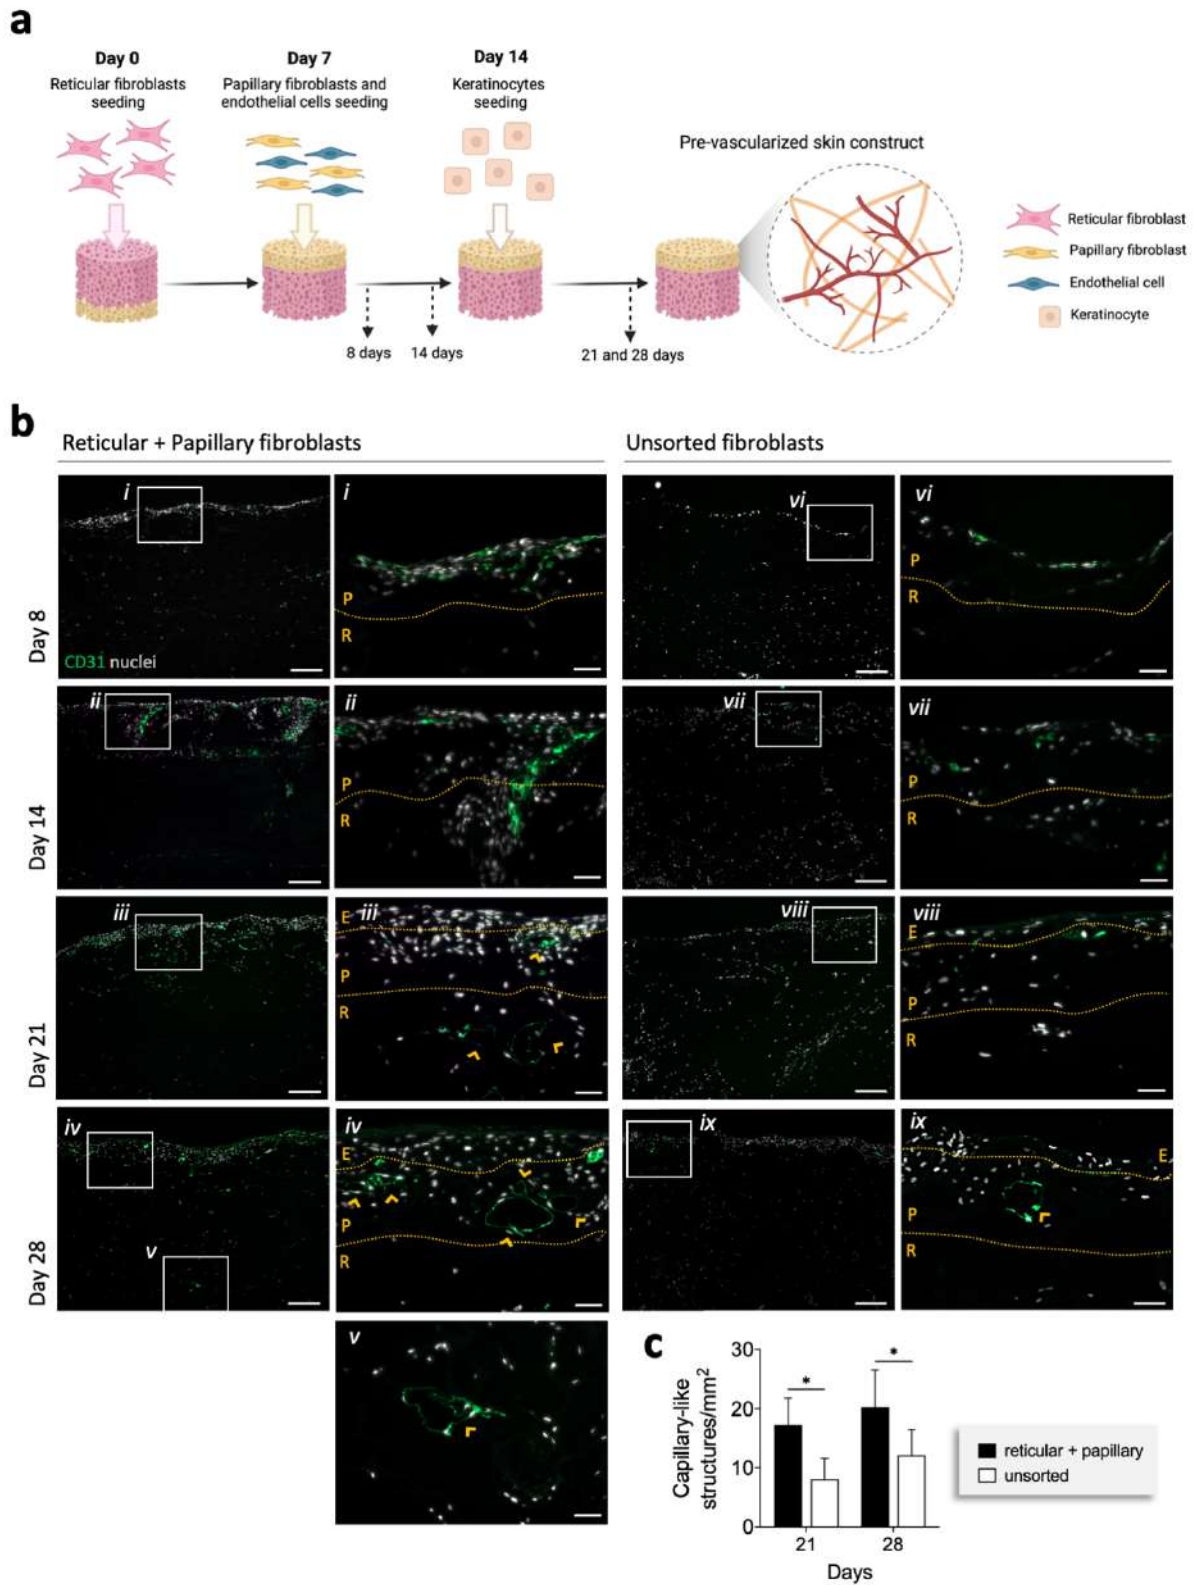 a
Day 0
Reticular fibroblasts
seeding
Day 7
Papillary fibroblasts and
endothelial cells seeding
Day 14
Keratinocytes
seeding
Pre-vascularized skin construct
Reticular fibroblast
Papillary fibroblast
Endothelial cell
Keratinocyte
8 days
14 days
21 and 28 days
b
Reticular + Papillary fibroblasts
Unsorted fibroblasts
Day 8
i
CD31 nuclei
i
P
R
vi
vi
P
R
Day 14
ii
ii
P
R
vii
vii
P
R
Day 21
iii
E
iii
P
R
viii
viii
E
P
R
Day 28
iv
v
iv
E
P
R
ix
ix
E
P
R
v
c
Capillary-like
structures/mm2
30
20
10
0
*
*
21
28
Days
reticular + papillary
unsorted